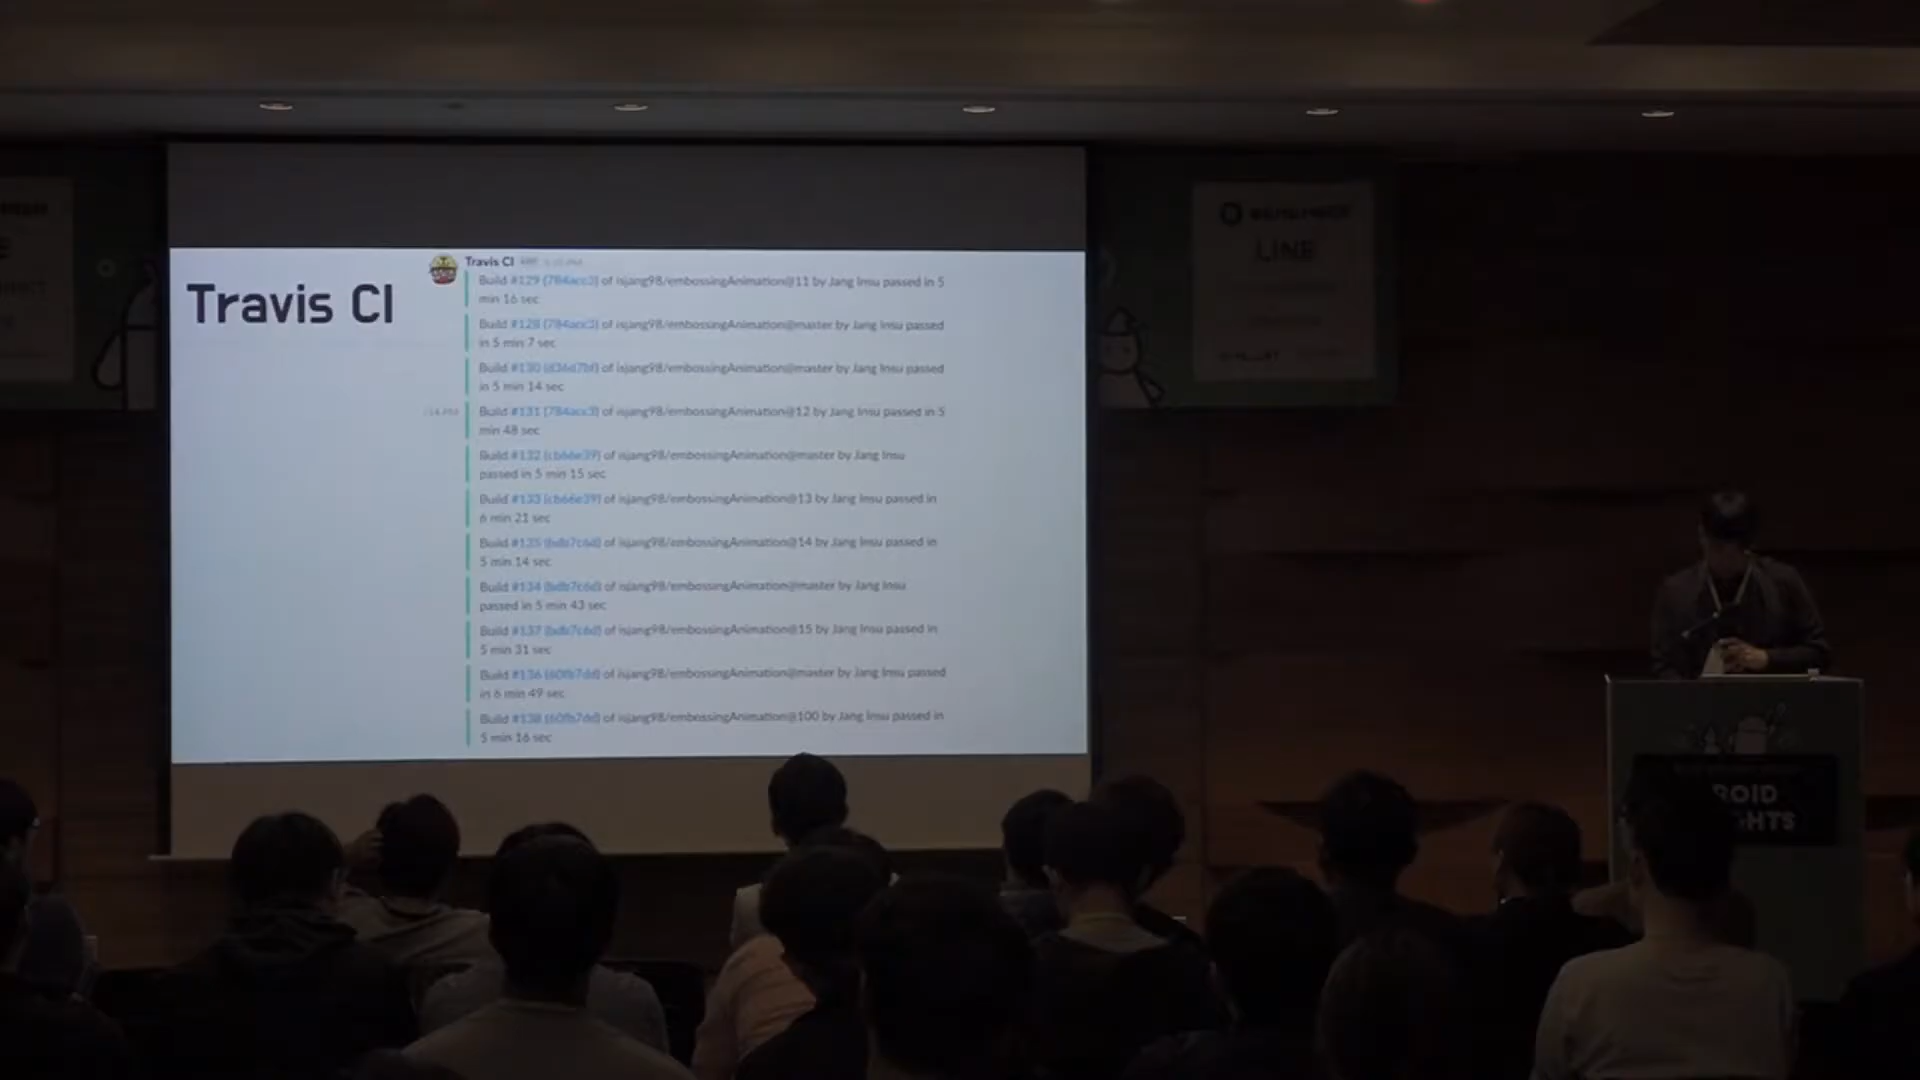 Travis CI
Travis CI
Build #129 (784acc3) of isjang98/embossingAnimation@11 by Jang Insu passed in 5
min 16 sec
Build #128 (784acc3) of isjang98/embossingAnimation@master by Jang Insu passed
in 5 min 7 sec
Build #130 (d36d7bf) of isjang98/embossingAnimation@master by Jang Insu passed
in 5 min 14 sec
Build #131 (784acc3) of isjang98/embossingAnimation@12 by Jang Insu passed in 5
min 48 sec
Build #132 (cb66e39) of isjang98/embossingAnimation@master by Jang Insu
passed in 5 min 15 sec
Build #133 (cb66e39) of isjang98/embossingAnimation@13 by Jang Insu passed in
6 min 21 sec
Build #135 (bdb7c6d) of isjang98/embossingAnimation@14 by Jang Insu passed in
5 min 14 sec
Build #134 (bdb7c6d) of isjang98/embossingAnimation@master by Jang Insu
passed in 5 min 43 sec
Build #137 (bdb7c6d) of isjang98/embossingAnimation@15 by Jang Insu passed in
5 min 31 sec
Build #136 (60fb7dd) of isjang98/embossingAnimation@master by Jang Insu passed
in 6 min 49 sec
Build #138 (60fb7dd) of isjang98/embossingAnimation@100 by Jang Insu passed in
5 min 16 sec
LINE
ROID
GHTS